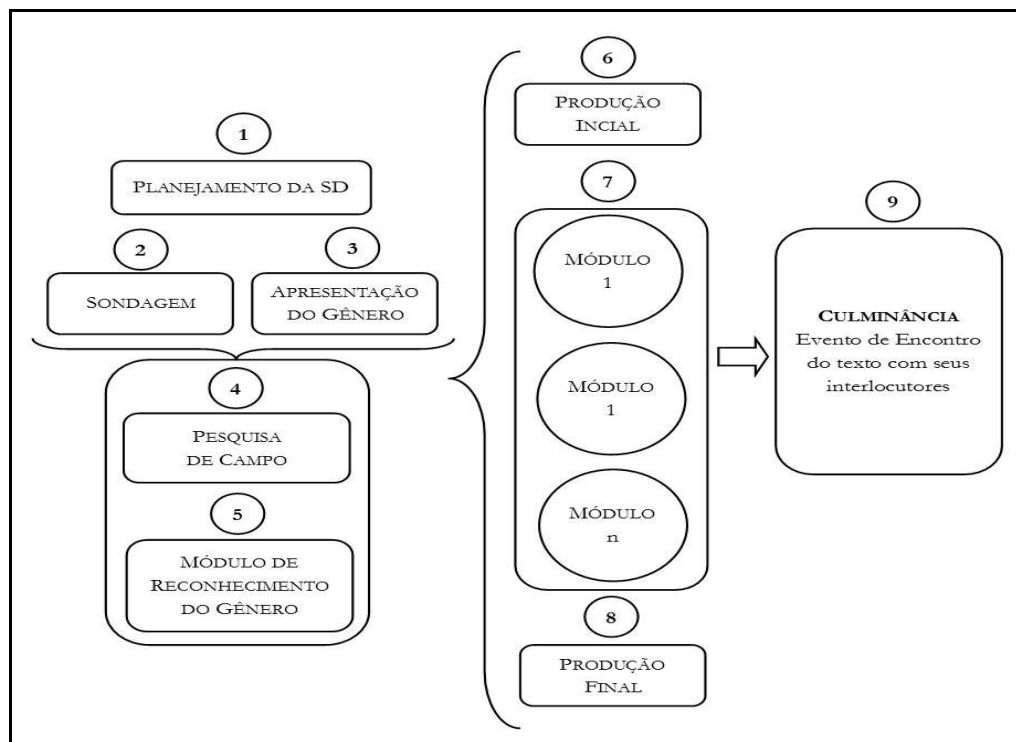 1
PLANEJAMENTO DA SD
2
SONDAGEM
3
APRESENTAÇÃO
DO GÊNERO
4
PESQUISA
DE CAMPO
5
MÓDULO DE
RECONHECIMENTO
DO GÊNERO
6
PRODUÇÃO
INCIAL
7
MÓDULO
1
MÓDULO
1
MÓDULO
n
8
PRODUÇÃO
FINAL
9
CULMINÂNCIA
Evento de Encontro
do texto com seus
interlocutores